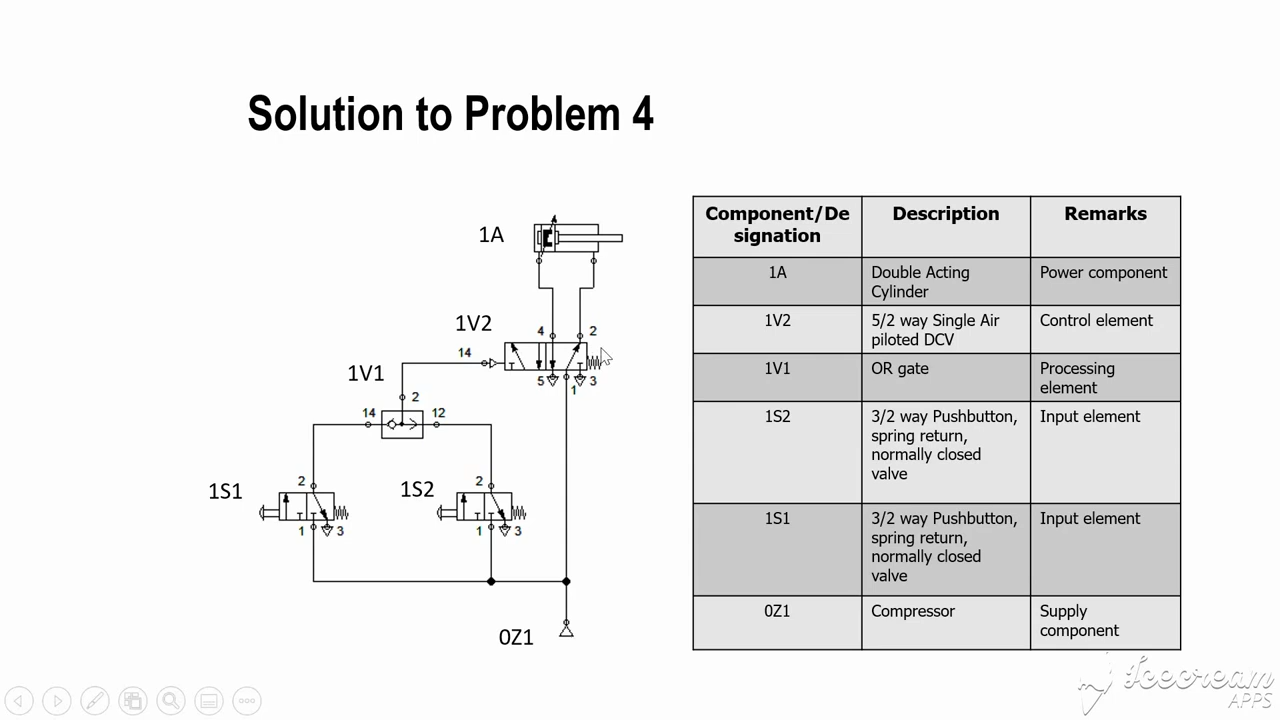 Solution to Problem 4
1A
1V2
4
2
14
5
3
1
1V1
2
14
12
1S1
2
1
3
1S2
2
1
3
0Z1
Component/De
signation
Description
Remarks
1A
Double Acting
Cylinder
Power component
1V2
5/2 way Single Air
piloted DCV
Control element
1V1
OR gate
Processing
element
1S2
3/2 way Pushbutton,
spring return,
normally closed
valve
Input element
1S1
3/2 way Pushbutton,
spring return,
normally closed
valve
Input element
0Z1
Compressor
Supply
component
Icecream
APPS